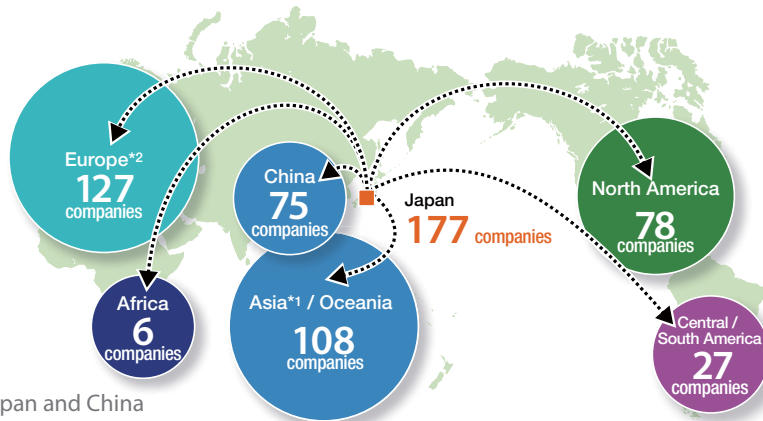 Europe*2
127
companies
China
75
companies
Japan
177 companies
North America
78
companies
Africa
6
companies
Asia*1 / Oceania
108
companies
Central /
South America
27
companies
pan and China